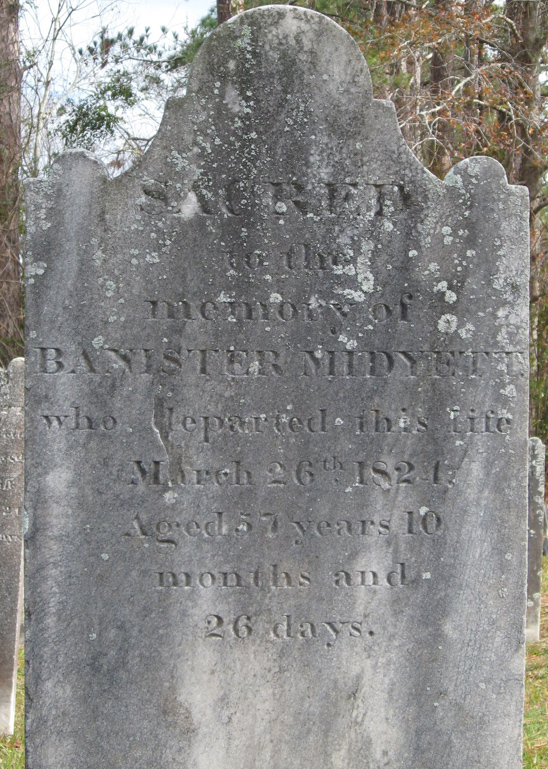 SACRED
to the
memory of
BANISTER MIDYETT,
who departed this life
March 26th 1824,
Aged 57 years 10
months and
26 days.